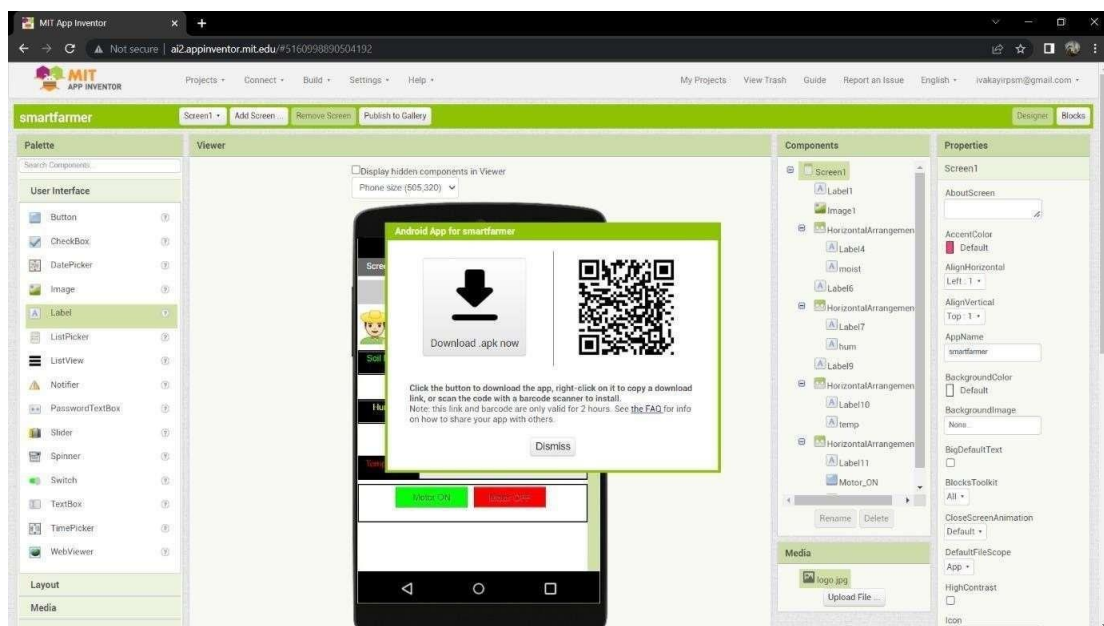 MIT App Inventor
Not secure | ai2.appinventor.mit.edu/#5160998890504192
MIT
APP INVENTOR
Projects Connect Build Settings Help My Projects View Trash Guide Report an Issue English ivakayirpsm@gmail.com
smartfarmer Screen1 Add Screen ... Remove Screen Publish to Gallery Designer Blocks
Palette Viewer Components Properties
Search Components...
User Interface
Button
CheckBox
DatePicker
Image
Label
ListPicker
ListView
Notifier
PasswordTextBox
Slider
Spinner
Switch
TextBox
TimePicker
WebViewer
Layout
Media
Display hidden components in Viewer
Phone size (505,320)
Scree
Soil
Hu
Temp
Motor ON Motor OFF
Android App for smartfarmer
Download .apk now
Click the button to download the app, right-click on it to copy a download
link, or scan the code with a barcode scanner to install.
Note: this link and barcode are only valid for 2 hours. See the FAQ for info
on how to share your app with others.
Dismiss
Screen1
Label1
Image1
HorizontalArrangemen
Label4
moist
Label6
HorizontalArrangemen
Label7
hum
Label9
HorizontalArrangemen
Label10
temp
HorizontalArrangemen
Label11
Motor_ON
Rename Delete
Media
logo.jpg
Upload File ...
Screen1
AboutScreen
AccentColor
Default
AlignHorizontal
Left : 1
AlignVertical
Top : 1
AppName
smartfarmer
BackgroundColor
Default
BackgroundImage
None...
BigDefaultText
BlocksToolkit
All
CloseScreenAnimation
Default
DefaultFileScope
App
HighContrast
Icon